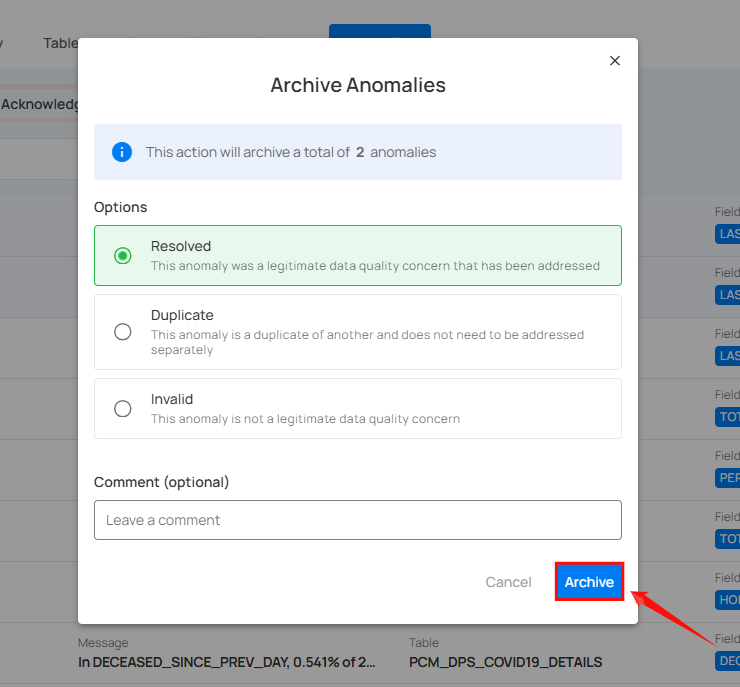 Table
Archive Anomalies
Acknowledg
This action will archive a total of 2 anomalies
Options
Resolved
This anomaly was a legitimate data quality concern that has been addressed
Duplicate
This anomaly is a duplicate of another and does not need to be addressed
separately
Invalid
This anomaly is not a legitimate data quality concern
Comment (optional)
Leave a comment
Cancel
Archive
Field
LAS
Field
LAS
Field
LAS
Field
TOT
Field
PER
Field
TOT
Field
HOM
Message
In DECEASED_SINCE_PREV_DAY, 0.541% of 2...
Table
PCM_DPS_COVID19_DETAILS
Field
DEC